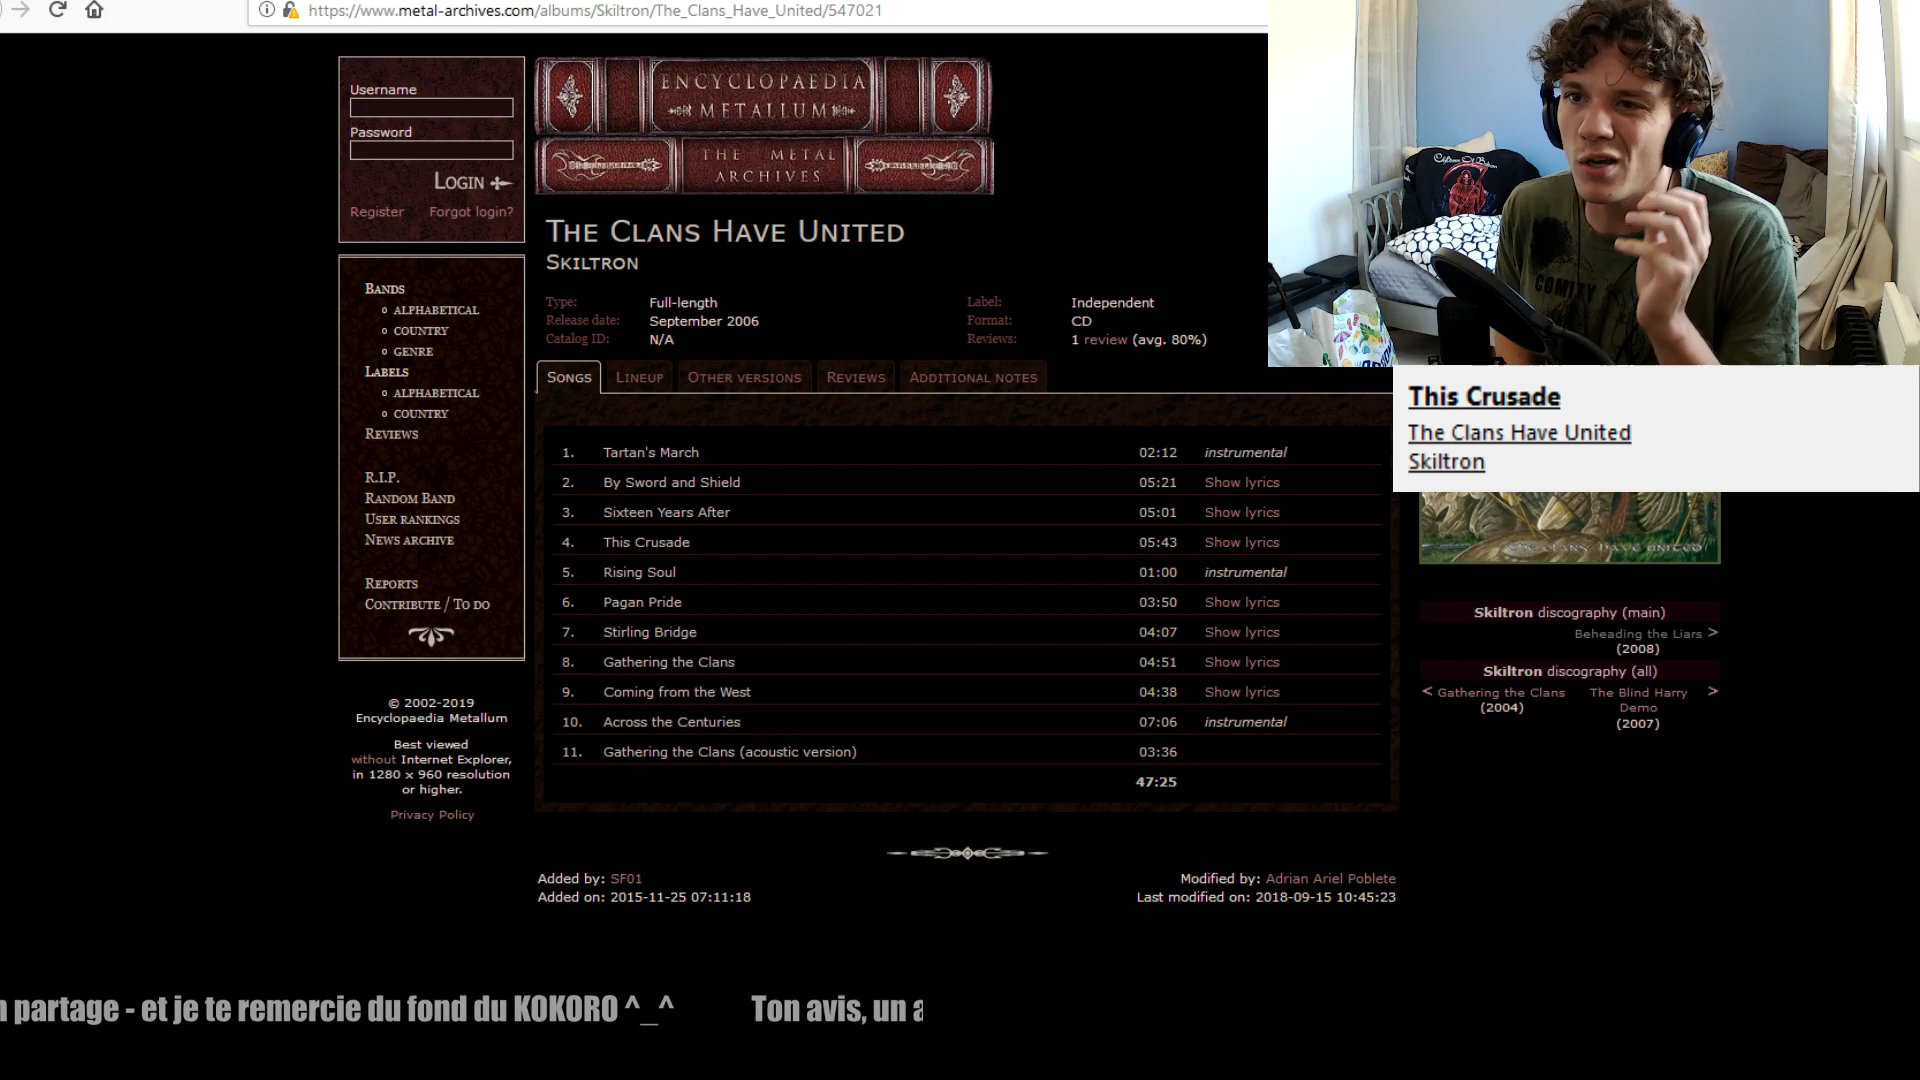 https://www.metal-archives.com/albums/Skiltron/The_Clans_Have_United/547021
Username
Password
LOGIN
Register Forgot login?
BANDS
ALPHABETICAL
COUNTRY
GENRE
LABELS
ALPHABETICAL
COUNTRY
REVIEWS
R.I.P.
RANDOM BAND
USER RANKINGS
NEWS ARCHIVE
REPORTS
CONTRIBUTE / TO DO
© 2002-2019
Encyclopaedia Metallum
Best viewed
without Internet Explorer,
in 1280 x 960 resolution
or higher.
Privacy Policy
ENCYCLOPAEDIA
METALLUM
THE METAL
ARCHIVES
THE CLANS HAVE UNITED
SKILTRON
Type: Full-length Label: Independent
Release date: September 2006 Format: CD
Catalog ID: N/A Reviews: 1 review (avg. 80%)
SONGS LINEUP OTHER VERSIONS REVIEWS ADDITIONAL NOTES
1. Tartan's March 02:12 instrumental
2. By Sword and Shield 05:21 Show lyrics
3. Sixteen Years After 05:01 Show lyrics
4. This Crusade 05:43 Show lyrics
5. Rising Soul 01:00 instrumental
6. Pagan Pride 03:50 Show lyrics
7. Stirling Bridge 04:07 Show lyrics
8. Gathering the Clans 04:51 Show lyrics
9. Coming from the West 04:38 Show lyrics
10. Across the Centuries 07:06 instrumental
11. Gathering the Clans (acoustic version) 03:36
47:25
Added by: SF01 Modified by: Adrian Ariel Poblete
Added on: 2015-11-25 07:11:18 Last modified on: 2018-09-15 10:45:23
Children Of Bodom
COMITY
This Crusade
The Clans Have United
Skiltron
THE CLANS HAVE UNITED
Skiltron discography (main)
Beheading the Liars >
(2008)
Skiltron discography (all)
< Gathering the Clans The Blind Harry >
(2004) Demo
(2007)
n partage - et je te remercie du fond du KOKORO ^_^ Ton avis, un a